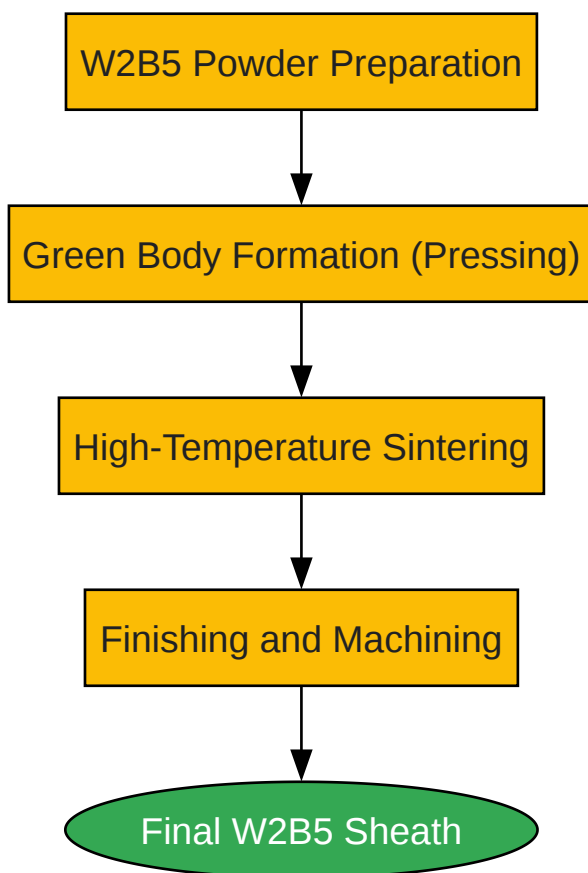 W2B5 Powder Preparation
Green Body Formation (Pressing)
High-Temperature Sintering
Finishing and Machining
Final W2B5 Sheath